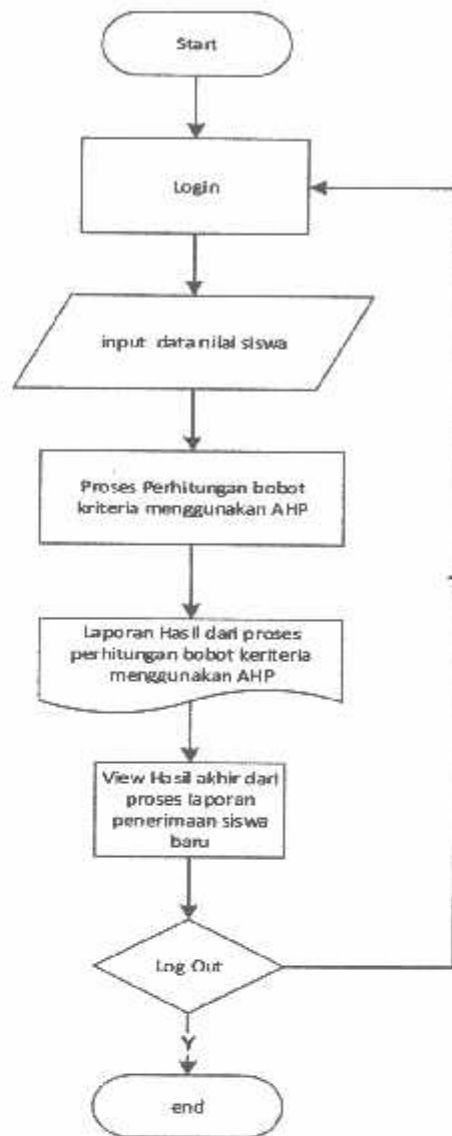 Start
Login
input data nilai siswa
Proses Perhitungan bobot
kriteria menggunakan AHP
Laporan Hasil dari proses
perhitungan bobot keriteria
menggunakan AHP
View Hasil akhir dari
proses laporan
penerimaan siswa
baru
Log Out
Y
end